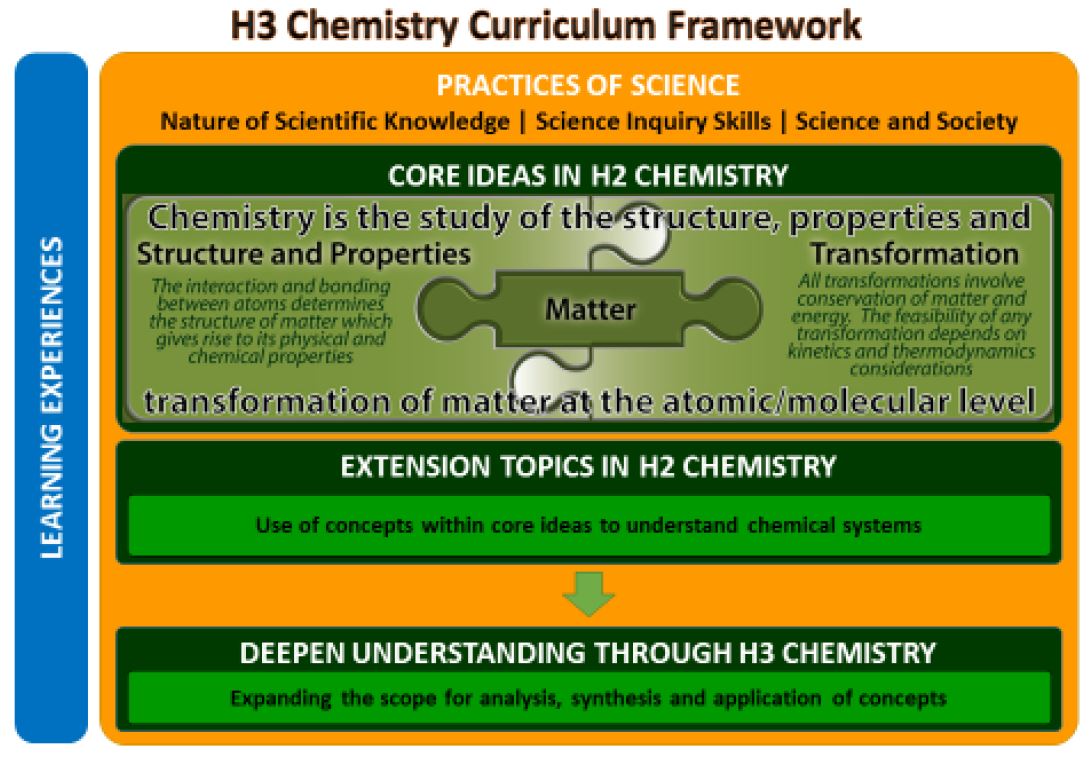 H3 Chemistry Curriculum Framework
LEARNING EXPERIENCES
PRACTICES OF SCIENCE
Nature of Scientific Knowledge | Science Inquiry Skills | Science and Society
CORE IDEAS IN H2 CHEMISTRY
Chemistry is the study of the structure, properties and
Structure and Properties
The interaction and bonding
between atoms determines
the structure of matter which
gives rise to its physical and
chemical properties
Matter
Transformation
All transformations involve
conservation of matter and
energy. The feasibility of any
transformation depends on
kinetics and thermodynamics
considerations
transformation of matter at the atomic/molecular level
EXTENSION TOPICS IN H2 CHEMISTRY
Use of concepts within core ideas to understand chemical systems
DEEPEN UNDERSTANDING THROUGH H3 CHEMISTRY
Expanding the scope for analysis, synthesis and application of concepts